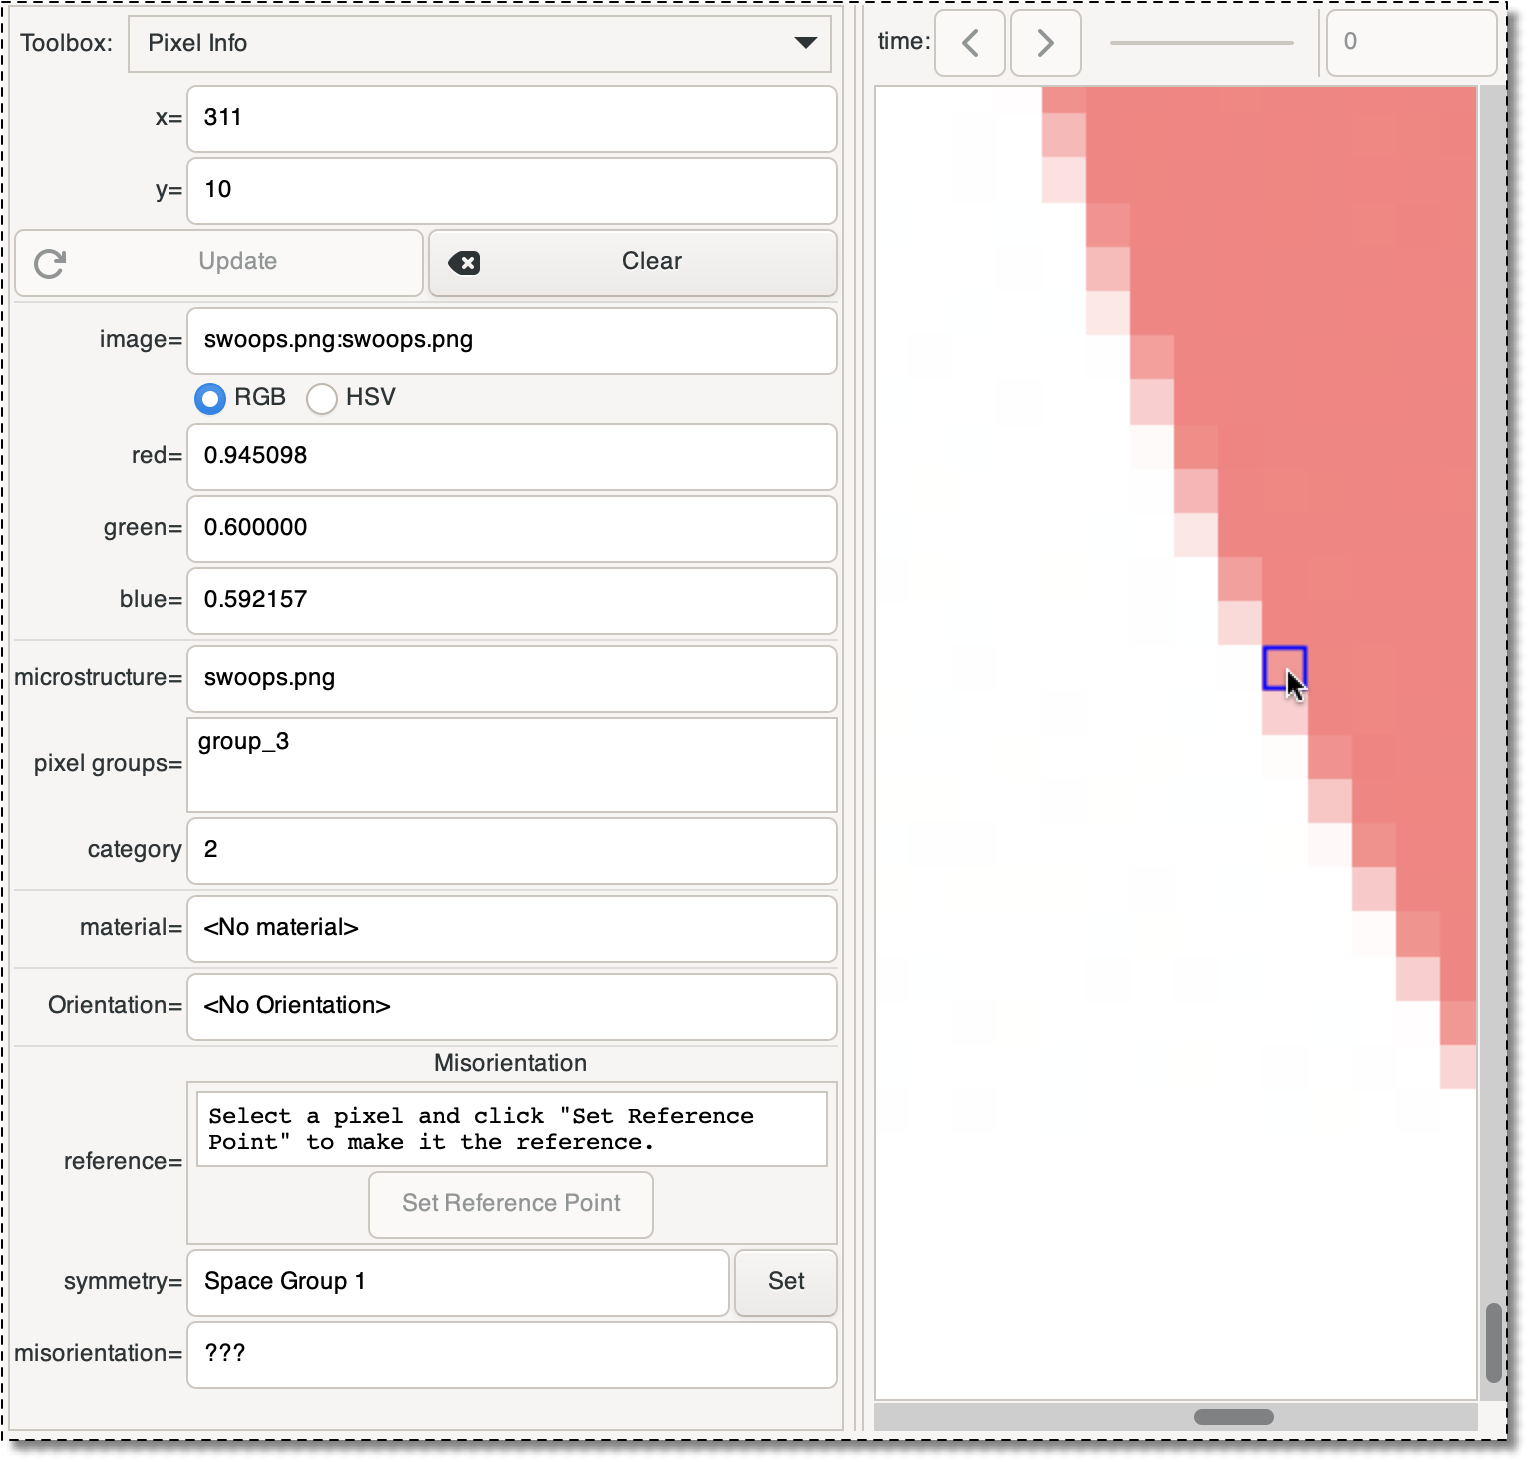 Toolbox: Pixel Info
time: 0
x= 311
y= 10
Update Clear
image= swoops.png:swoops.png
RGB HSV
red= 0.945098
green= 0.600000
blue= 0.592157
microstructure= swoops.png
pixel groups= group_3
category 2
material= <No material>
Orientation= <No Orientation>
Misorientation
reference= Select a pixel and click "Set Reference
Point" to make it the reference.
Set Reference Point
symmetry= Space Group 1 Set
misorientation= ???